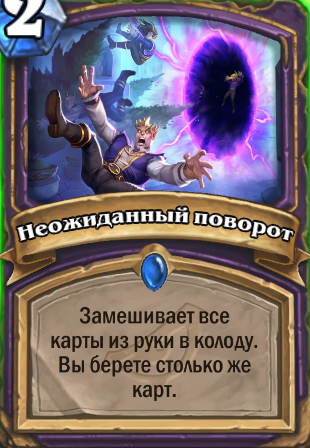 2
Неожиданный поворот
Замешивает все
карты из руки в колоду.
Вы берете столько же
карт.